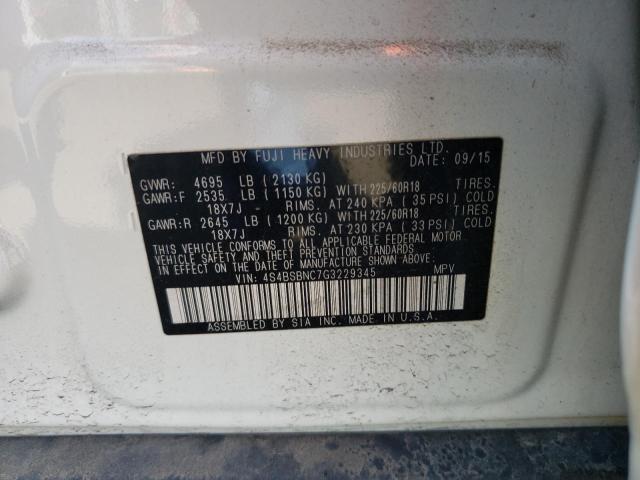 MFD BY FUJI HEAVY INDUSTRIES LTD.
DATE: 09/15
GVWR: 4695 LB ( 2130 KG)
GAWR:F 2535 LB ( 1150 KG) WITH 225/60R18 TIRES.
18X7J RIMS. AT 240 KPA ( 35 PSI) COLD
GAWR:R 2645 LB ( 1200 KG) WITH 225/60R18 TIRES.
18X7J RIMS. AT 230 KPA ( 33 PSI) COLD
THIS VEHICLE CONFORMS TO ALL APPLICABLE FEDERAL MOTOR
VEHICLE SAFETY AND THEFT PREVENTION STANDARDS
IN EFFECT ON THE DATE OF MANUFACTURE SHOWN ABOVE.
VIN: 4S4BSBNC7G3229345 MPV
ASSEMBLED BY SIA INC. IN U.S.A.